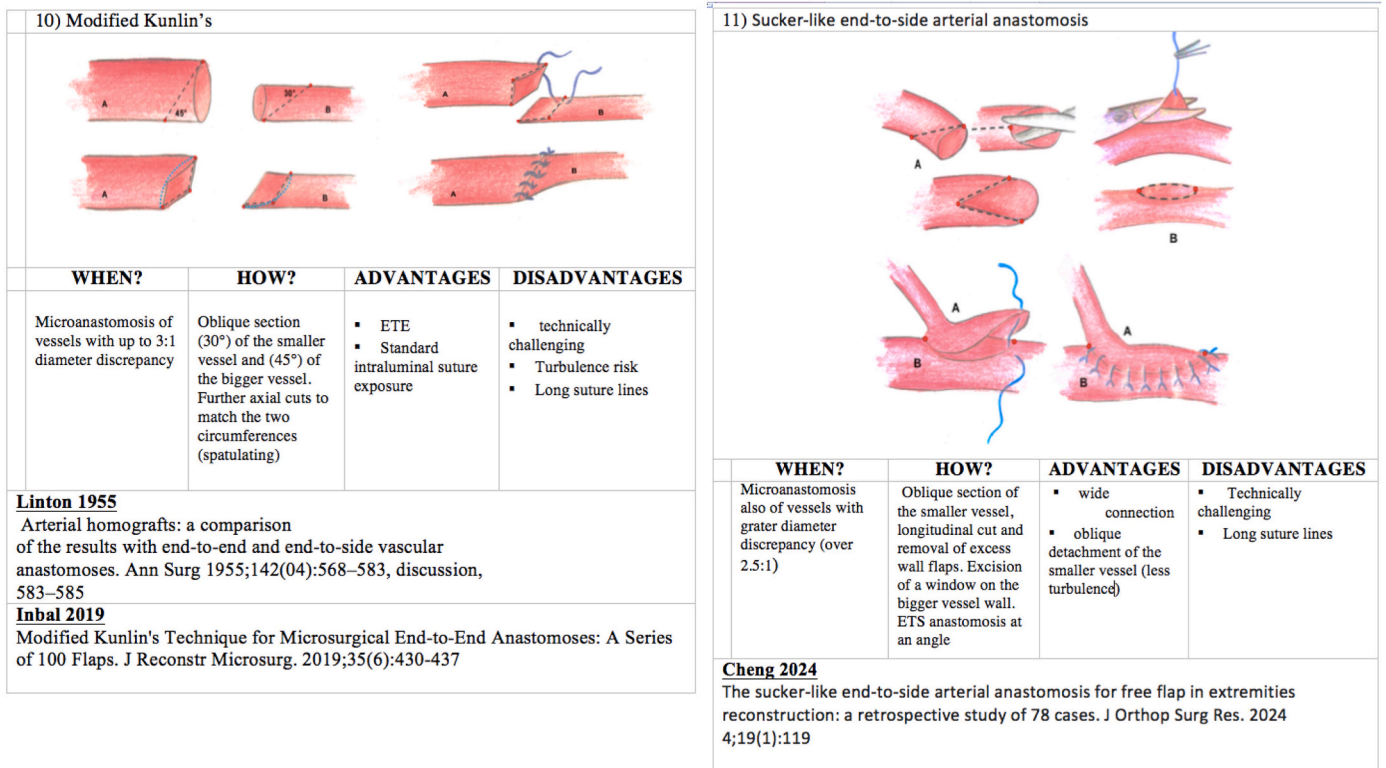 10) Modified Kunlin's
A
45°
30°
B
A
B
A
B
A
B
WHEN?
HOW?
ADVANTAGES
DISADVANTAGES
Microanastomosis of
vessels with up to 3:1
diameter discrepancy
Oblique section
(30°) of the smaller
vessel and (45°) of
the bigger vessel.
Further axial cuts to
match the two
circumferences
(spatulating)
▪ ETE
▪ Standard
intraluminal suture
exposure
▪ technically
challenging
▪ Turbulence risk
▪ Long suture lines
Linton 1955
Arterial homografts: a comparison
of the results with end-to-end and end-to-side vascular
anastomoses. Ann Surg 1955;142(04):568–583, discussion,
583–585
Inbal 2019
Modified Kunlin's Technique for Microsurgical End-to-End Anastomoses: A Series
of 100 Flaps. J Reconstr Microsurg. 2019;35(6):430-437
11) Sucker-like end-to-side arterial anastomosis
A
B
A
B
A
B
WHEN?
HOW?
ADVANTAGES
DISADVANTAGES
Microanastomosis
also of vessels with
grater diameter
discrepancy (over
2.5:1)
Oblique section of
the smaller vessel,
longitudinal cut and
removal of excess
wall flaps. Excision
of a window on the
bigger vessel wall.
ETS anastomosis at
an angle
▪ wide
connection
▪ oblique
detachment of the
smaller vessel (less
turbulence)
▪ Technically
challenging
▪ Long suture lines
Cheng 2024
The sucker-like end-to-side arterial anastomosis for free flap in extremities
reconstruction: a retrospective study of 78 cases. J Orthop Surg Res. 2024
4;19(1):119